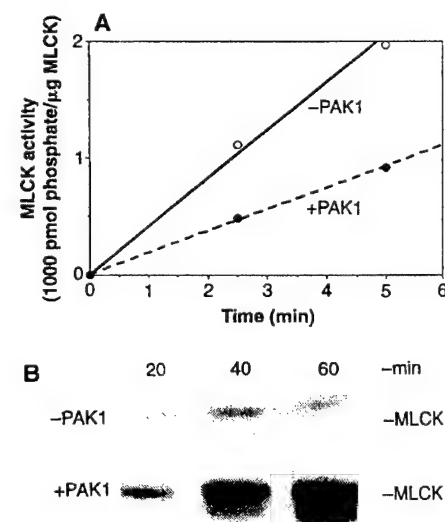 A
MLCK activity
(1000 pmol phosphate/µg MLCK)
2
1
0
–PAK1
+PAK1
0 1 2 3 4 5 6
Time (min)
B
20 40 60 –min
–PAK1 –MLCK
+PAK1 –MLCK